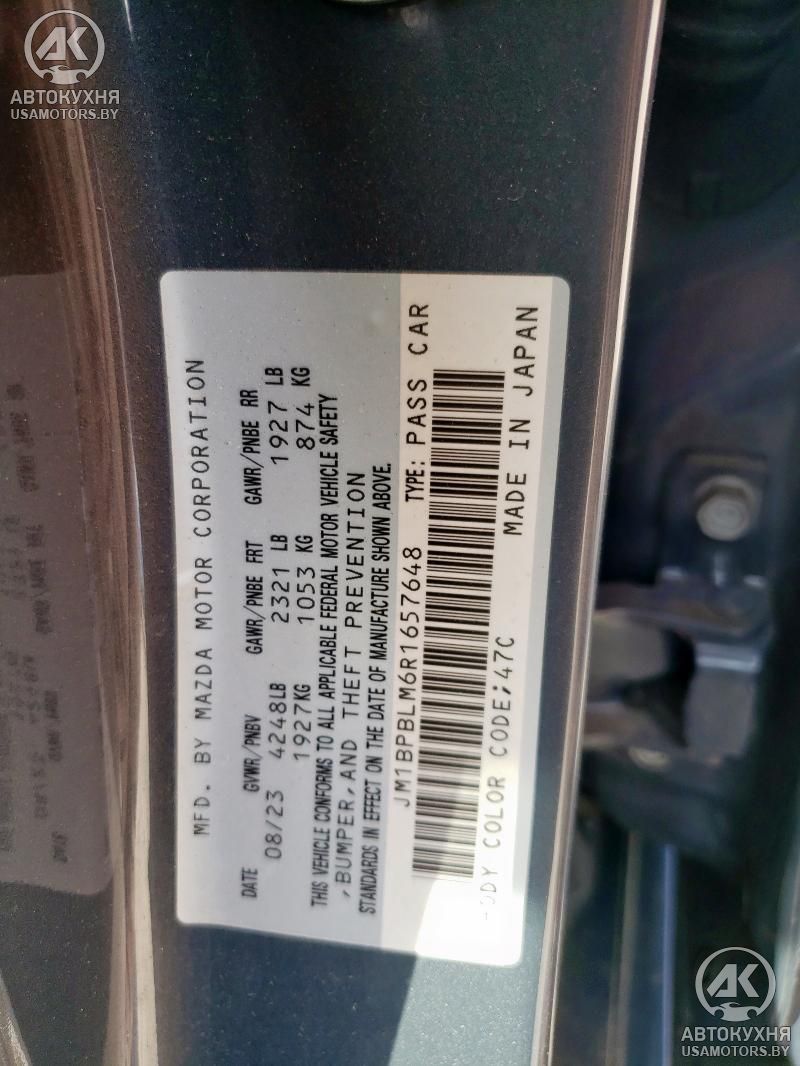 AK
АВТОКУХНЯ
USAMOTORS.BY
MFD. BY MAZDA MOTOR CORPORATION
DATE GVWR/PNBV GAWR/PNBE FRT GAWR/PNBE RR
08/23 4248LB 2321 LB 1927 LB
1927KG 1053 KG 874 KG
THIS VEHICLE CONFORMS TO ALL APPLICABLE FEDERAL MOTOR VEHICLE SAFETY
,BUMPER,AND THEFT PREVENTION
STANDARDS IN EFFECT ON THE DATE OF MANUFACTURE SHOWN ABOVE.
JM1BPBLM6R1657648 TYPE: PASS CAR
COLOR CODE;47C MADE IN JAPAN
AK
АВТОКУХНЯ
USAMOTORS.BY